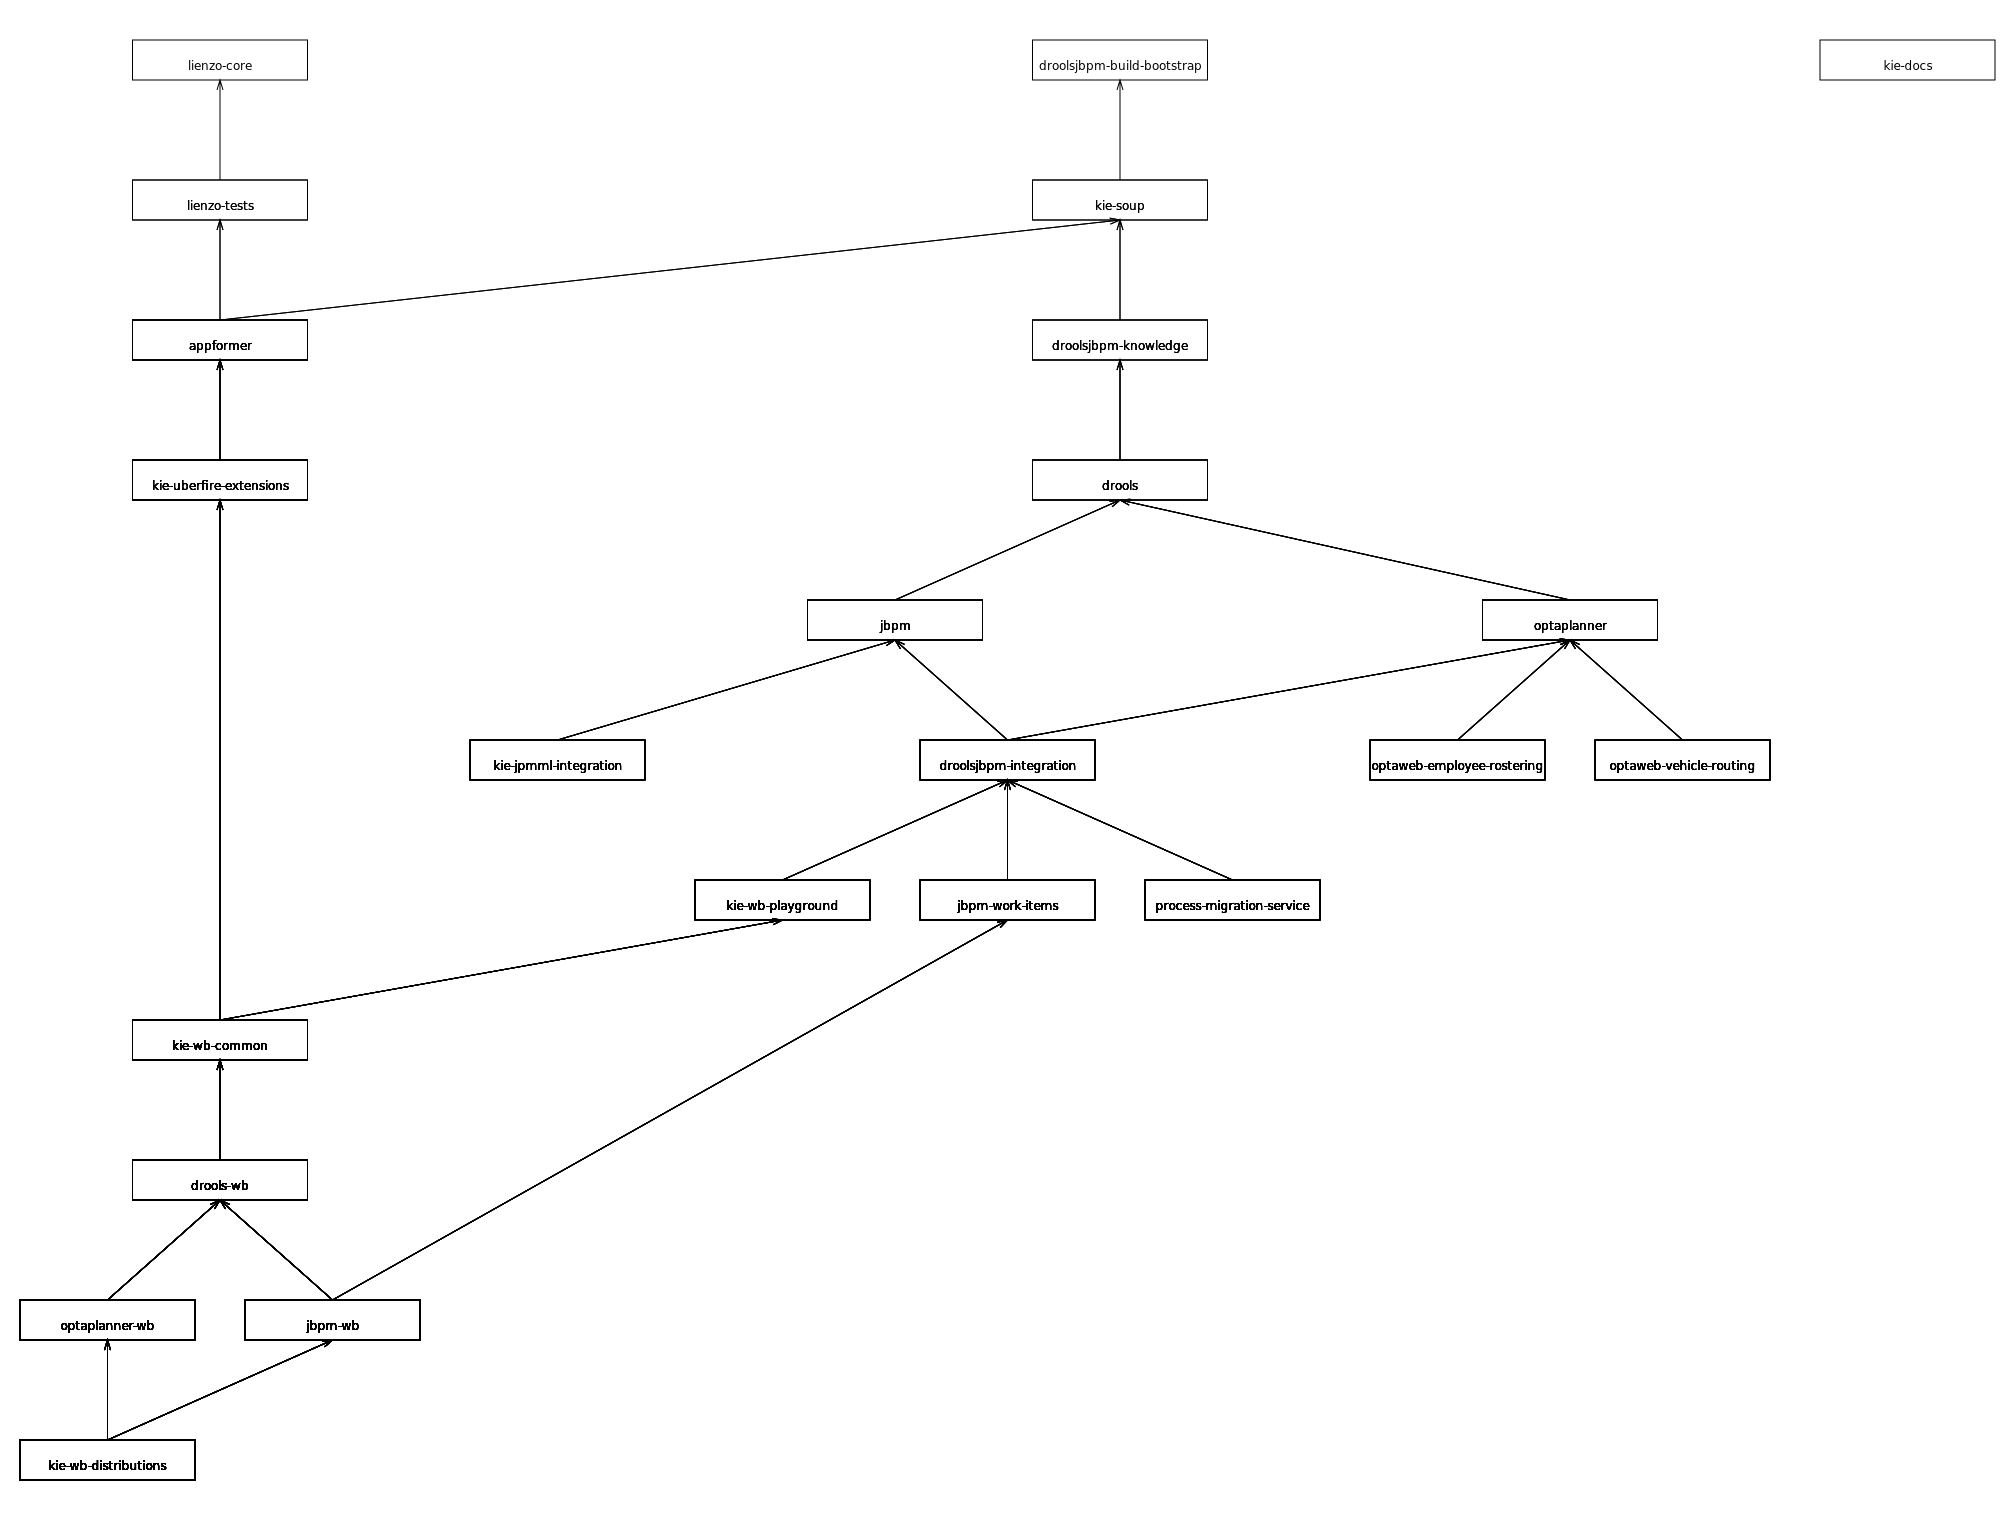 lienzo-core
droolsjbpm-build-bootstrap
kie-docs
lienzo-tests
kie-soup
appformer
droolsjbpm-knowledge
kie-uberfire-extensions
drools
jbpm
optaplanner
kie-jpmml-integration
droolsjbpm-integration
optaweb-employee-rostering
optaweb-vehicle-routing
kie-wb-playground
jbpm-work-items
process-migration-service
kie-wb-common
drools-wb
optaplanner-wb
jbpm-wb
kie-wb-distributions